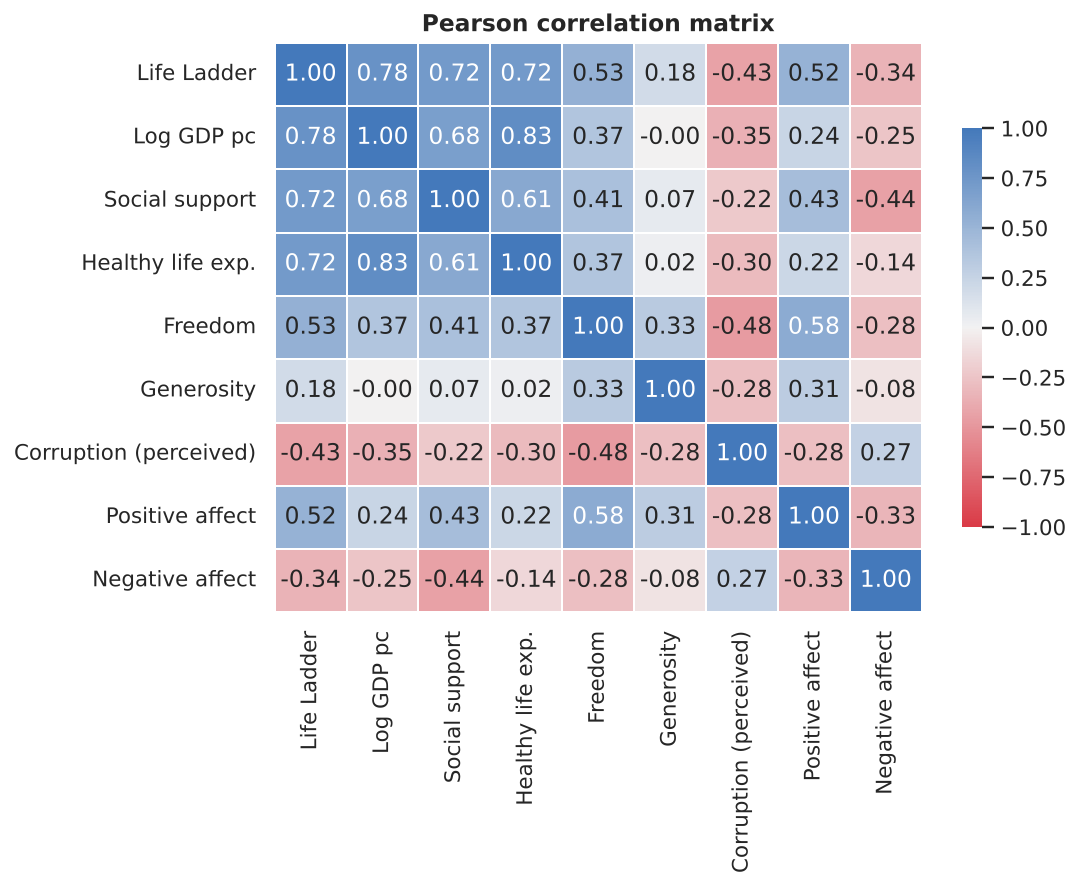 Pearson correlation matrix
Life Ladder 1.00 0.78 0.72 0.72 0.53 0.18 -0.43 0.52 -0.34
Log GDP pc 0.78 1.00 0.68 0.83 0.37 -0.00 -0.35 0.24 -0.25
Social support 0.72 0.68 1.00 0.61 0.41 0.07 -0.22 0.43 -0.44
Healthy life exp. 0.72 0.83 0.61 1.00 0.37 0.02 -0.30 0.22 -0.14
Freedom 0.53 0.37 0.41 0.37 1.00 0.33 -0.48 0.58 -0.28
Generosity 0.18 -0.00 0.07 0.02 0.33 1.00 -0.28 0.31 -0.08
Corruption (perceived) -0.43 -0.35 -0.22 -0.30 -0.48 -0.28 1.00 -0.28 0.27
Positive affect 0.52 0.24 0.43 0.22 0.58 0.31 -0.28 1.00 -0.33
Negative affect -0.34 -0.25 -0.44 -0.14 -0.28 -0.08 0.27 -0.33 1.00
Life Ladder
Log GDP pc
Social support
Healthy life exp.
Freedom
Generosity
Corruption (perceived)
Positive affect
Negative affect
1.00
0.75
0.50
0.25
0.00
−0.25
−0.50
−0.75
−1.00